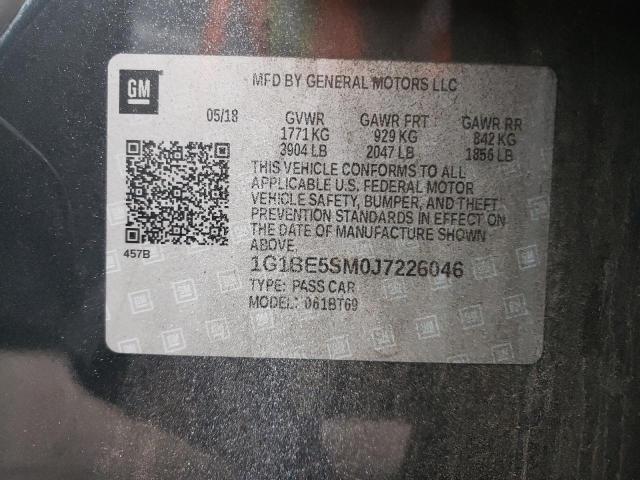 GM
MFD BY GENERAL MOTORS LLC
05/18 GVWR GAWR FRT GAWR RR
1771 KG 929 KG 842 KG
3904 LB 2047 LB 1856 LB
THIS VEHICLE CONFORMS TO ALL
APPLICABLE U.S. FEDERAL MOTOR
VEHICLE SAFETY, BUMPER, AND THEFT
PREVENTION STANDARDS IN EFFECT ON
THE DATE OF MANUFACTURE SHOWN
ABOVE.
457B
1G1BE5SM0J7226046
TYPE: PASS CAR
MODEL: 061BT69